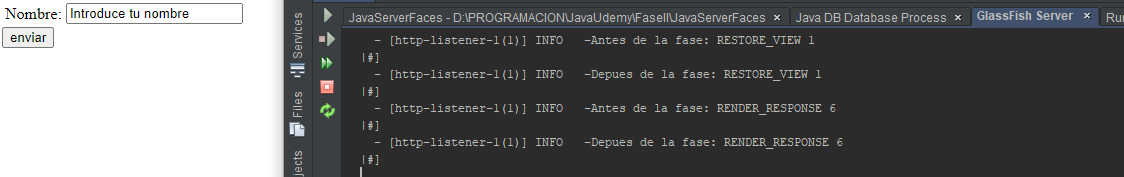 Nombre: Introduce tu nombre
enviar
Services
Files
jects
JavaServerFaces - D:\PROGRAMACION\JavaUdemy\FaseII\JavaServerFaces ×
Java DB Database Process ×
GlassFish Server ×
Ru
- [http-listener-1(1)] INFO -Antes de la fase: RESTORE_VIEW 1
|#]
- [http-listener-1(1)] INFO -Depues de la fase: RESTORE_VIEW 1
|#]
- [http-listener-1(1)] INFO -Antes de la fase: RENDER_RESPONSE 6
|#]
- [http-listener-1(1)] INFO -Depues de la fase: RENDER_RESPONSE 6
|#]